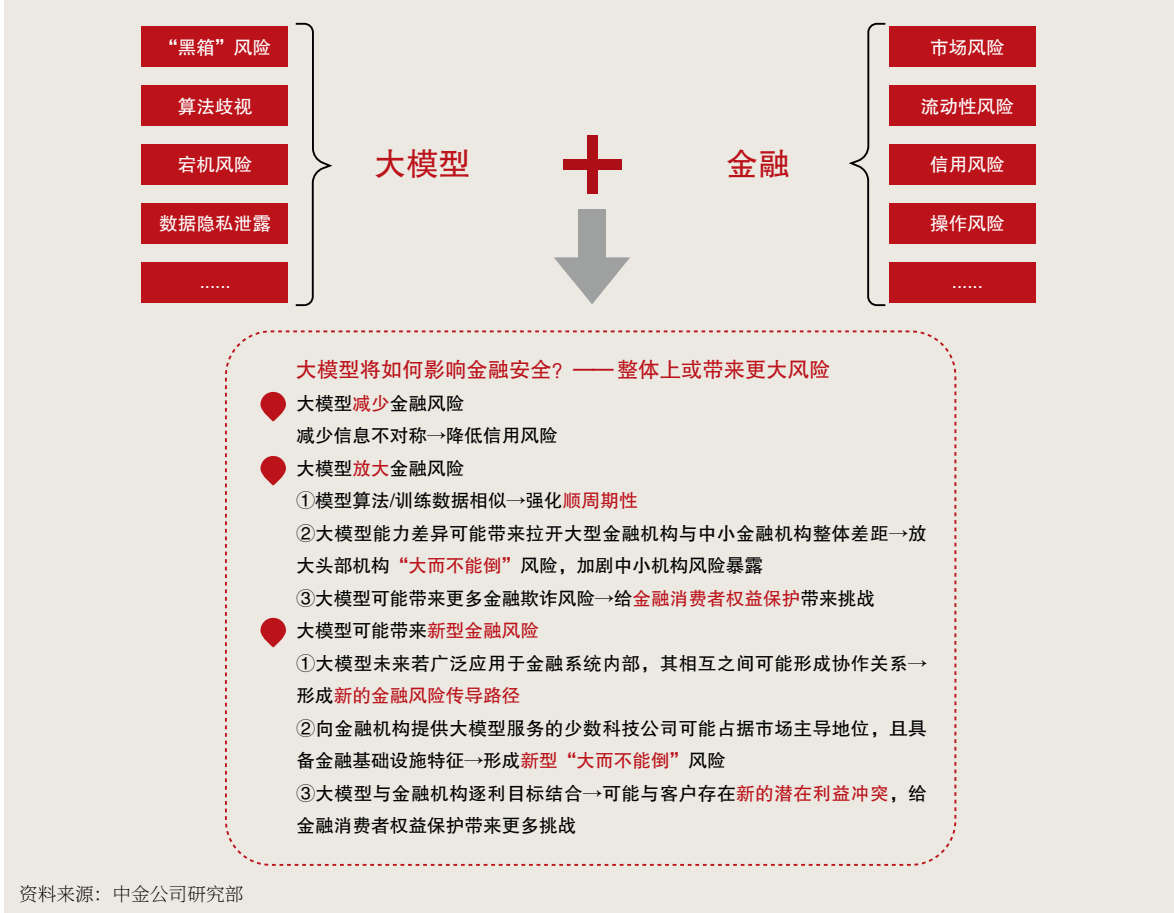 “黑箱”风险
算法歧视
宕机风险
数据隐私泄露
......
大模型
+
金融
市场风险
流动性风险
信用风险
操作风险
......
大模型将如何影响金融安全？——整体上或带来更大风险
大模型减少金融风险
减少信息不对称→降低信用风险
大模型放大金融风险
①模型算法/训练数据相似→强化顺周期性
②大模型能力差异可能带来拉开大型金融机构与中小金融机构整体差距→放
大头部机构“大而不能倒”风险，加剧中小机构风险暴露
③大模型可能带来更多金融欺诈风险→给金融消费者权益保护带来挑战
大模型可能带来新型金融风险
①大模型未来若广泛应用于金融系统内部，其相互之间可能形成协作关系→
形成新的金融风险传导路径
②向金融机构提供大模型服务的少数科技公司可能占据市场主导地位，且具
备金融基础设施特征→形成新型“大而不能倒”风险
③大模型与金融机构逐利目标结合→可能与客户存在新的潜在利益冲突，给
金融消费者权益保护带来更多挑战
资料来源：中金公司研究部